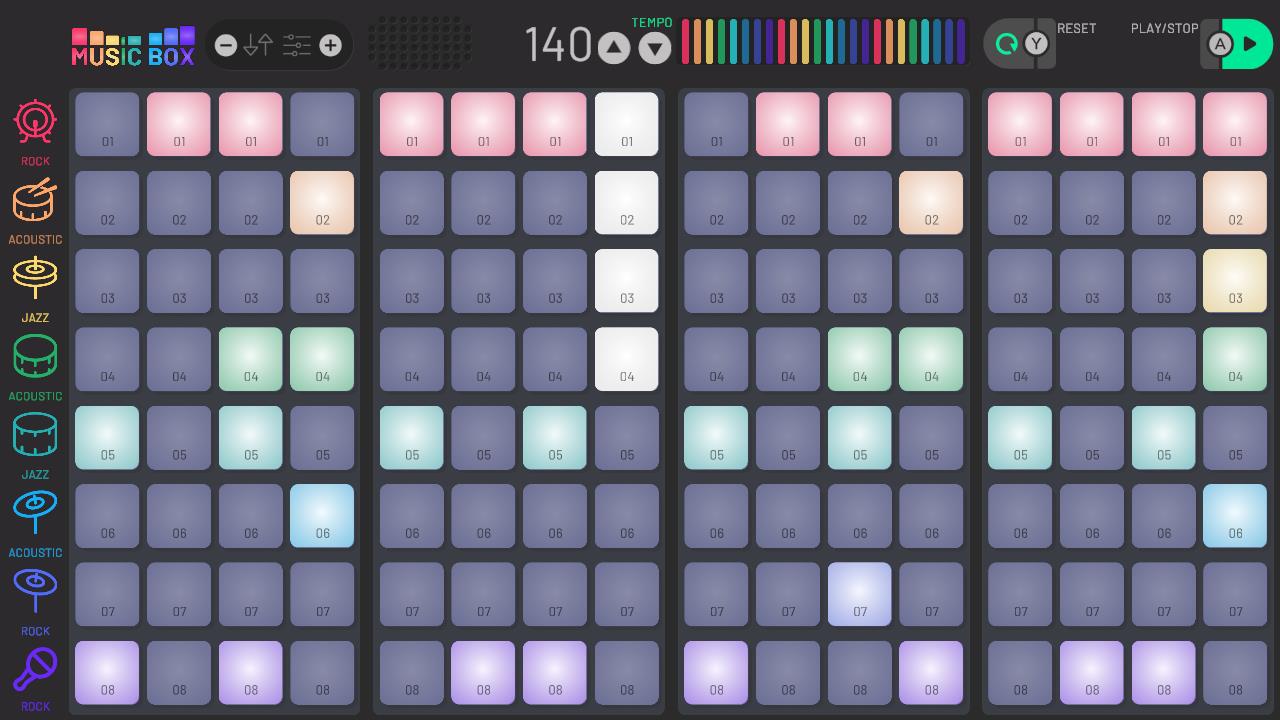 MUSIC BOX
140
TEMPO
Y
RESET
PLAY/STOP
A
ROCK
01 01 01 01 01 01 01 01 01 01 01 01 01 01 01 01
ACOUSTIC
02 02 02 02 02 02 02 02 02 02 02 02 02 02 02 02
JAZZ
03 03 03 03 03 03 03 03 03 03 03 03 03 03 03 03
ACOUSTIC
04 04 04 04 04 04 04 04 04 04 04 04 04 04 04 04
JAZZ
05 05 05 05 05 05 05 05 05 05 05 05 05 05 05 05
ACOUSTIC
06 06 06 06 06 06 06 06 06 06 06 06 06 06 06 06
ROCK
07 07 07 07 07 07 07 07 07 07 07 07 07 07 07 07
ROCK
08 08 08 08 08 08 08 08 08 08 08 08 08 08 08 08